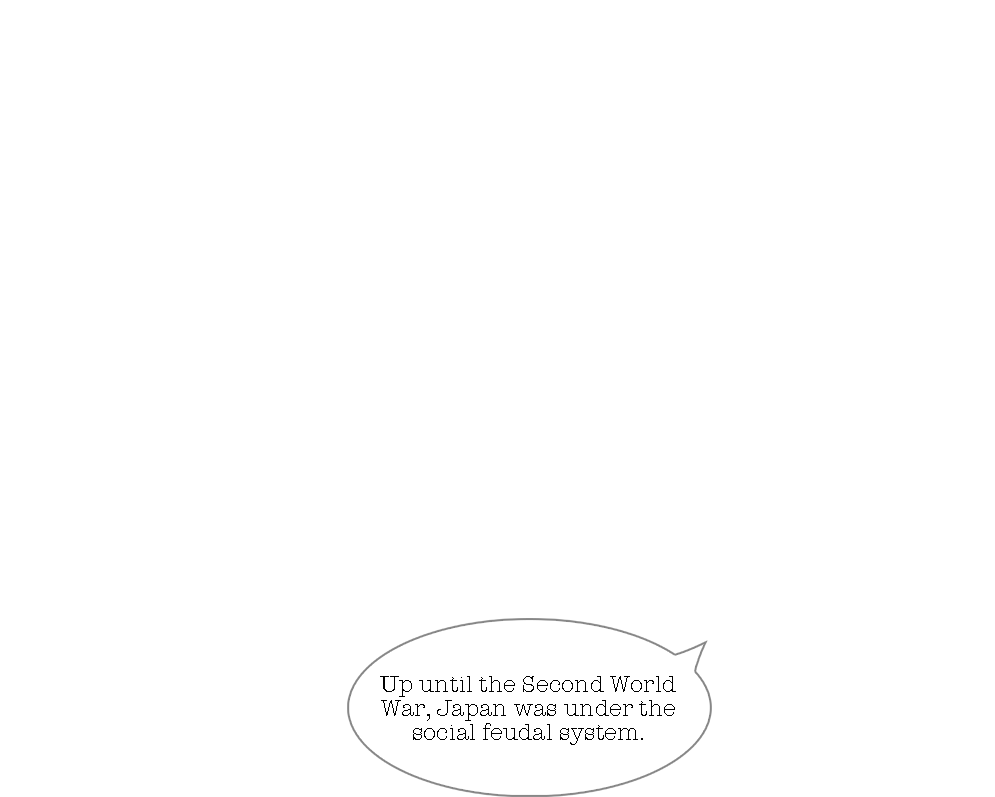 Up until the Second World
War, Japan was under the
social feudal system.